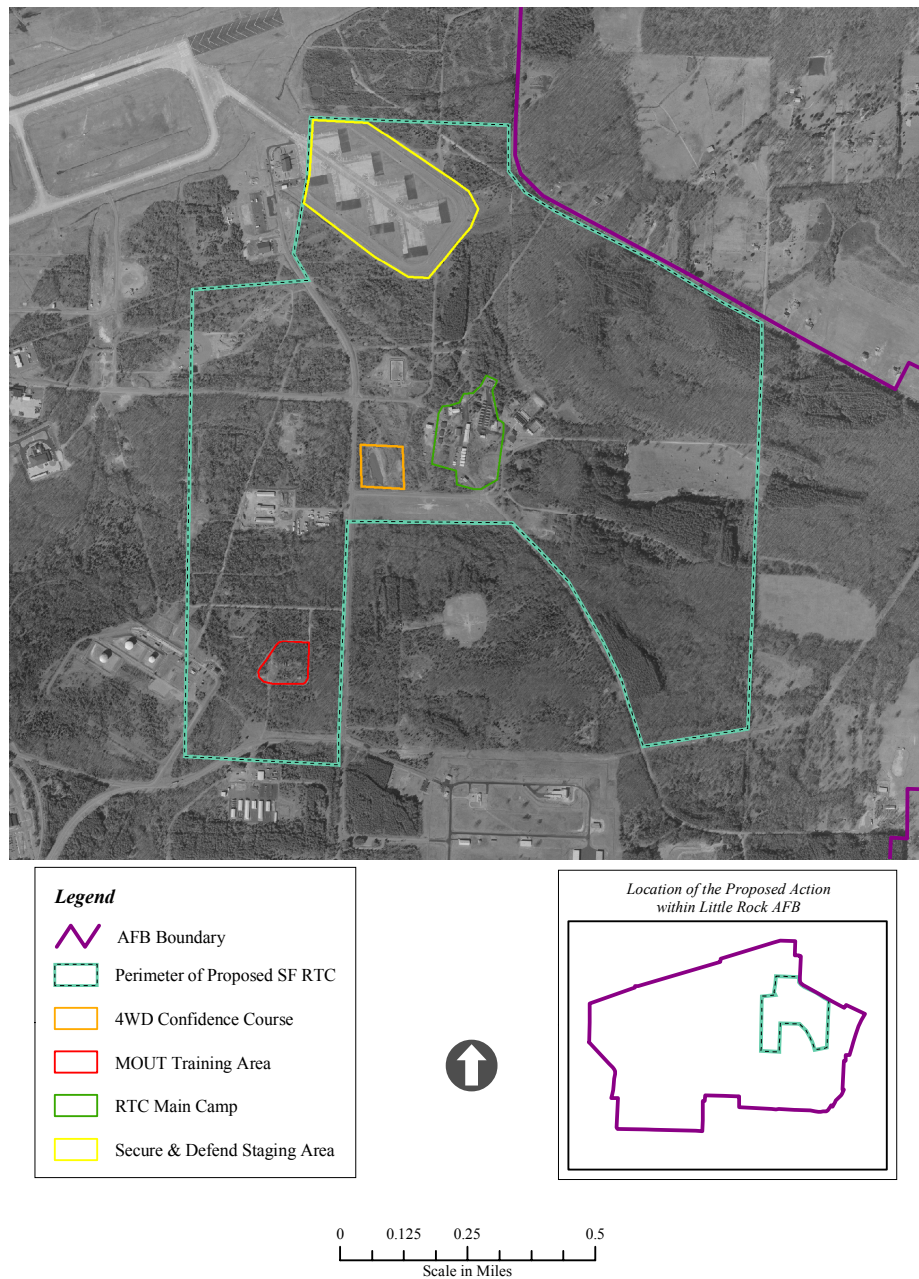 Legend
AFB Boundary
Perimeter of Proposed SF RTC
4WD Confidence Course
MOUT Training Area
RTC Main Camp
Secure & Defend Staging Area
Location of the Proposed Action
within Little Rock AFB
0 0.125 0.25 0.5
Scale in Miles